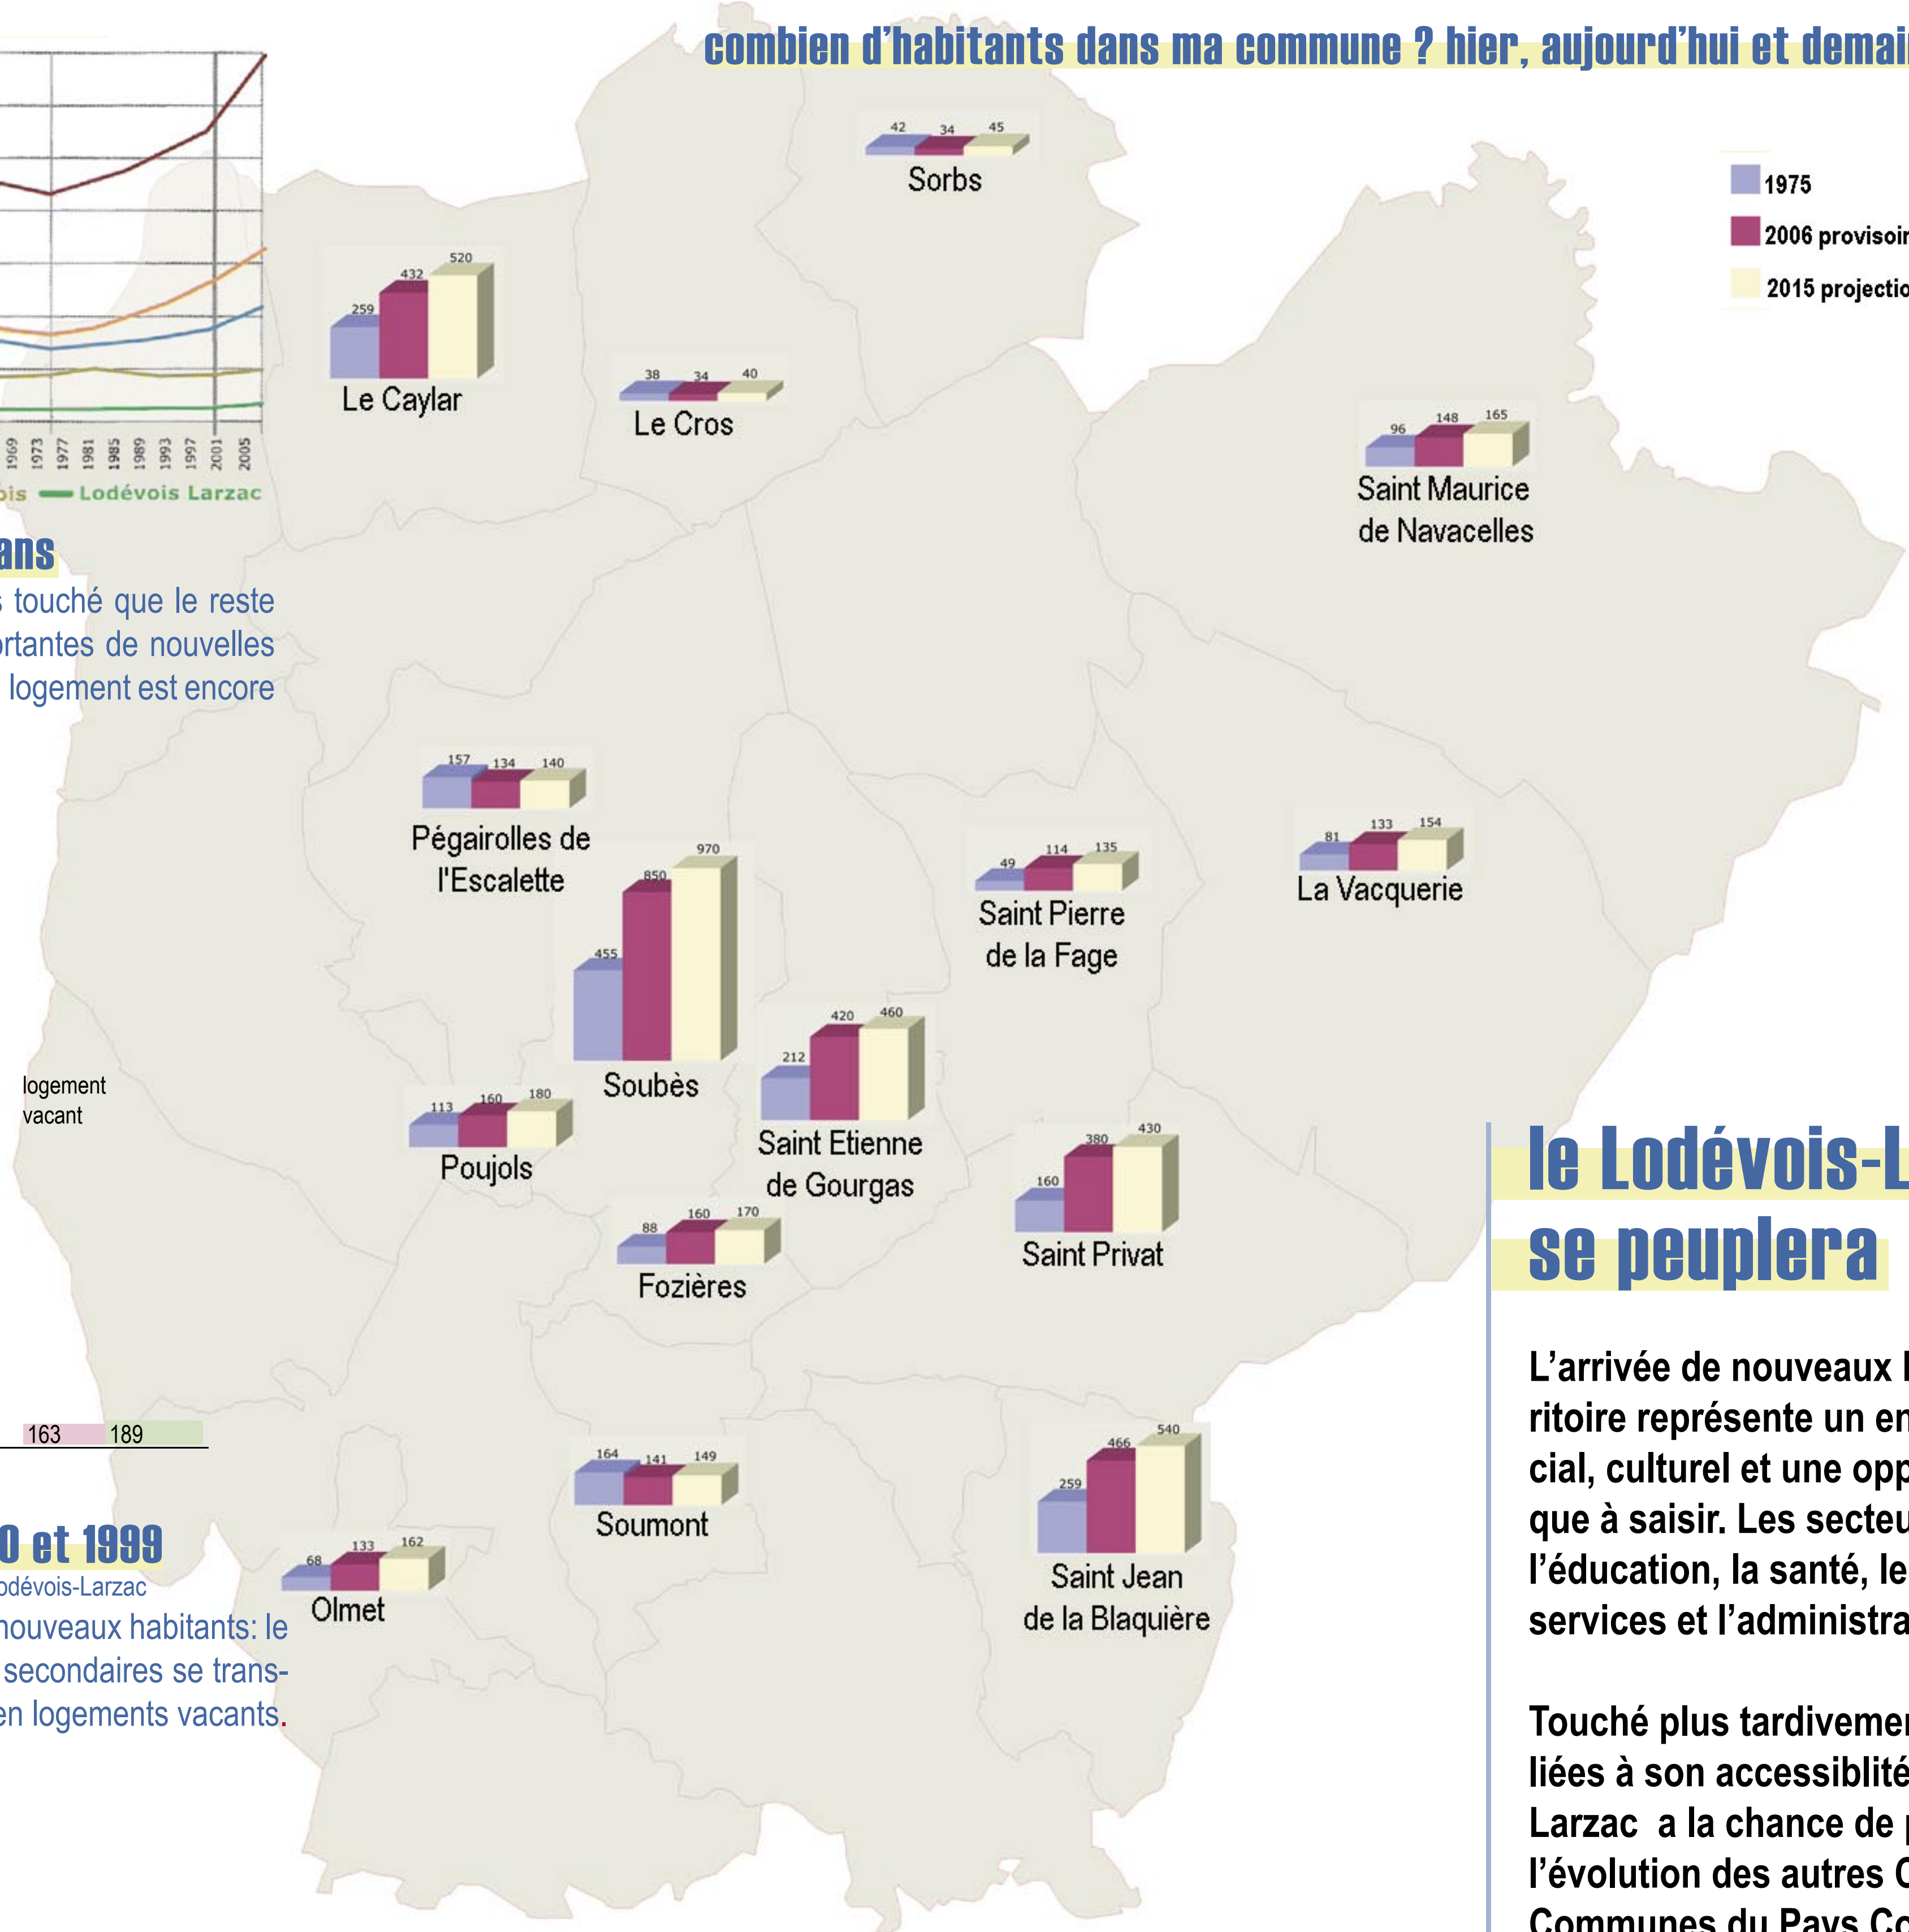 combien d'habitants dans ma commune ? hier, aujourd'hui et demain
1975
2006 provisoir
2015 projectio
1969
1973
1977
1981
1985
1989
1993
1997
2001
2005
ois Lodévois Larzac
42 34 45
Sorbs
259 432 520
Le Caylar
38 34 40
Le Cros
96 148 165
Saint Maurice
de Navacelles
ans
s touché que le reste
ortantes de nouvelles
logement est encore
157 134 140
Pégairolles de
l'Escalette
455 850 970
Soubès
49 114 135
Saint Pierre
de la Fage
81 133 154
La Vacquerie
212 420 460
Saint Etienne
de Gourgas
113 160 180
Poujols
160 380 430
Saint Privat
88 160 170
Fozières
logement
vacant
163 189
164 141 149
Soumont
259 466 540
Saint Jean
de la Blaquière
68 133 162
Olmet
0 et 1999
odévois-Larzac
nouveaux habitants: le
secondaires se trans-
en logements vacants.
le Lodévois-L
se peuplera
L'arrivée de nouveaux
ritoire représente un en
cial, culturel et une opp
que à saisir. Les secteu
l'éducation, la santé, le
services et l'administra
Touché plus tardivemen
liées à son accessiblité
Larzac a la chance de p
l'évolution des autres C
Communes du Pays Co